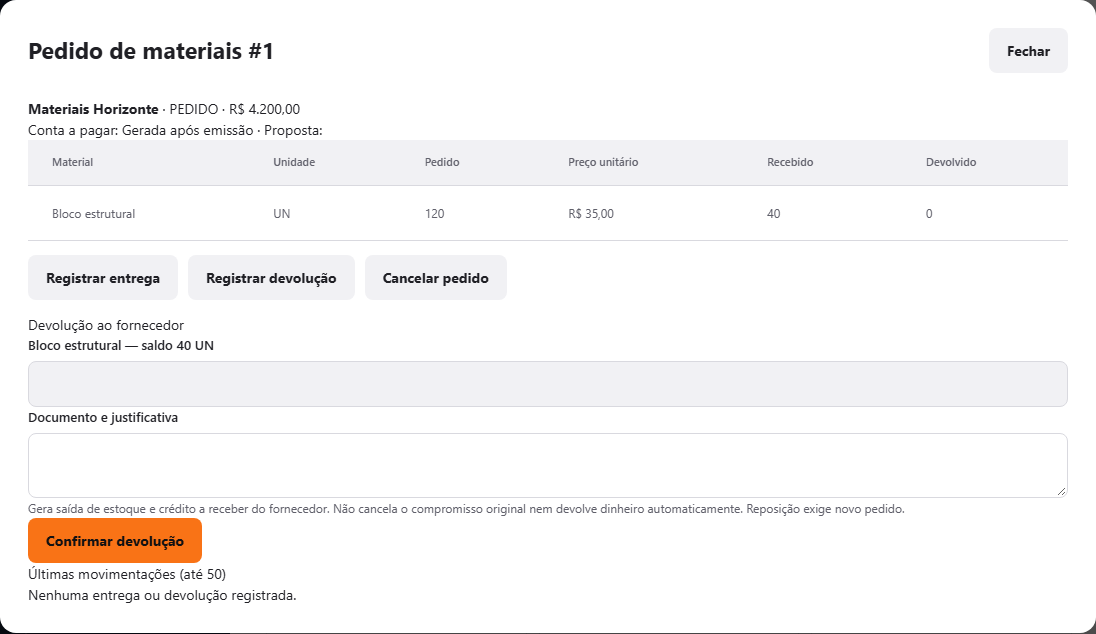 Pedido de materiais #1
Fechar
Materiais Horizonte · PEDIDO · R$ 4.200,00
Conta a pagar: Gerada após emissão · Proposta:
Material Unidade Pedido Preço unitário Recebido Devolvido
Bloco estrutural UN 120 R$ 35,00 40 0
Registrar entrega Registrar devolução Cancelar pedido
Devolução ao fornecedor
Bloco estrutural — saldo 40 UN
Documento e justificativa
Gera saída de estoque e crédito a receber do fornecedor. Não cancela o compromisso original nem devolve dinheiro automaticamente. Reposição exige novo pedido.
Confirmar devolução
Últimas movimentações (até 50)
Nenhuma entrega ou devolução registrada.